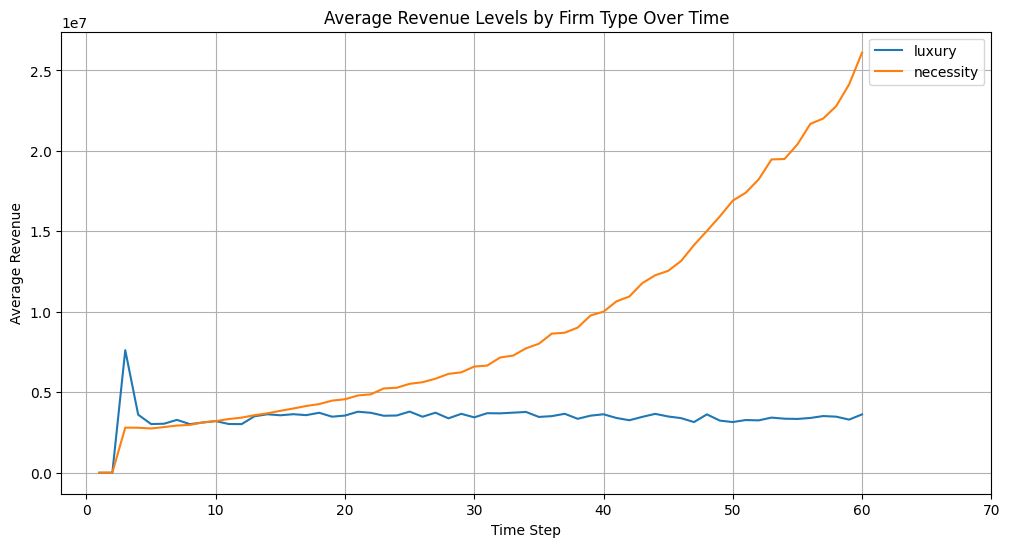 Average Revenue Levels by Firm Type Over Time
1e7
luxury
necessity
2.5
2.0
1.5
1.0
0.5
0.0
Average Revenue
0 10 20 30 40 50 60 70
Time Step